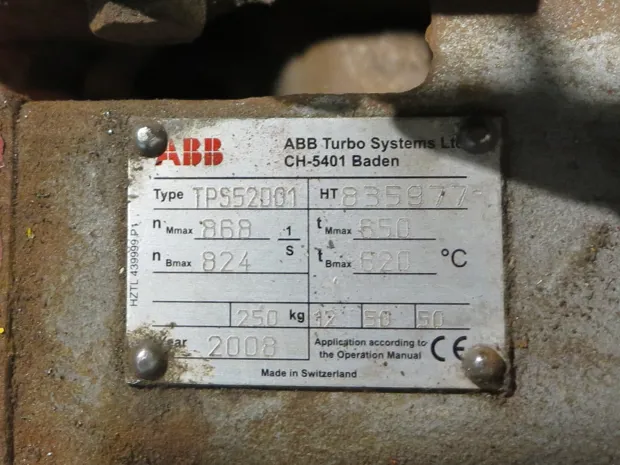 ABB
ABB Turbo Systems
CH-5401 Baden
Type TPS52D01 HT 835977
n Mmax 868 1/S t Mmax 650
n Bmax 824 t Bmax 620 °C
250 kg 12 50 50
2008 Application according to
the Operation Manual CE
Made in Switzerland
HZTL 439999 P1